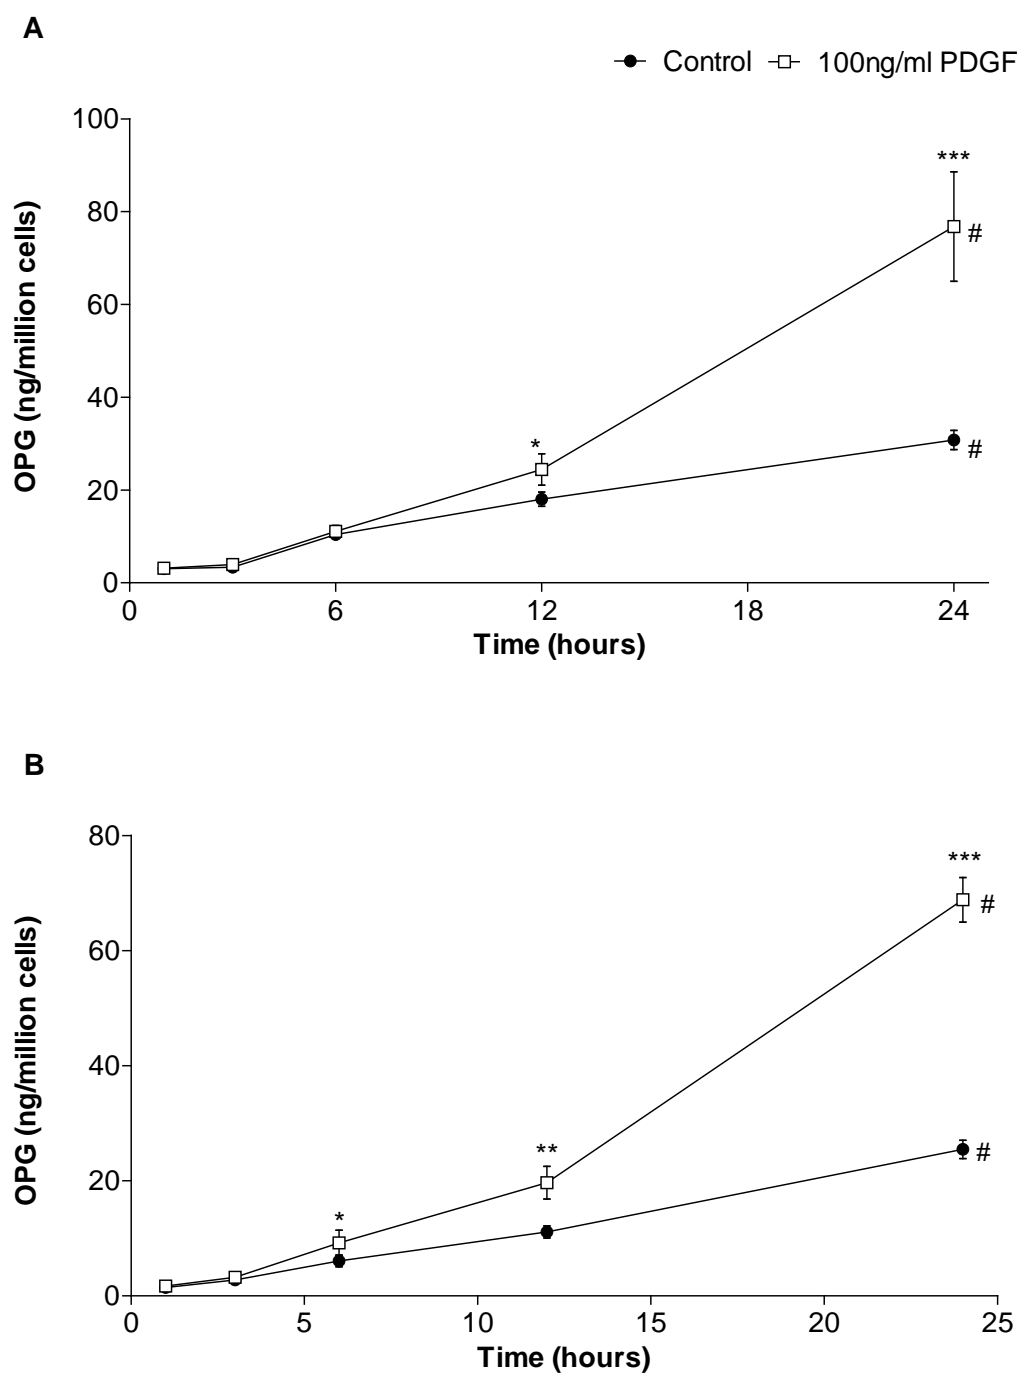 A
Control 100ng/ml PDGF
100
80
60
40
20
0
OPG (ng/million cells)
***
#
*
#
0 6 12 18 24
Time (hours)
B
80
60
40
20
0
OPG (ng/million cells)
***
#
**
*
#
0 5 10 15 20 25
Time (hours)